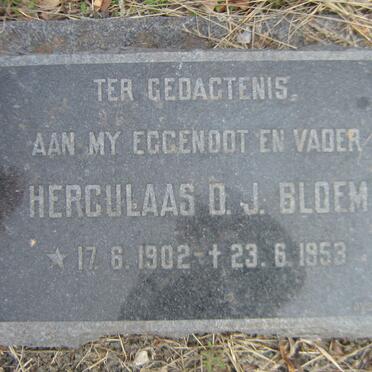 TER GEDAGTENIS
AAN MY EGGENOOT EN VADER
HERCULAAS D. J. BLOEM
* 17. 6. 1902 - † 23. 6. 1953